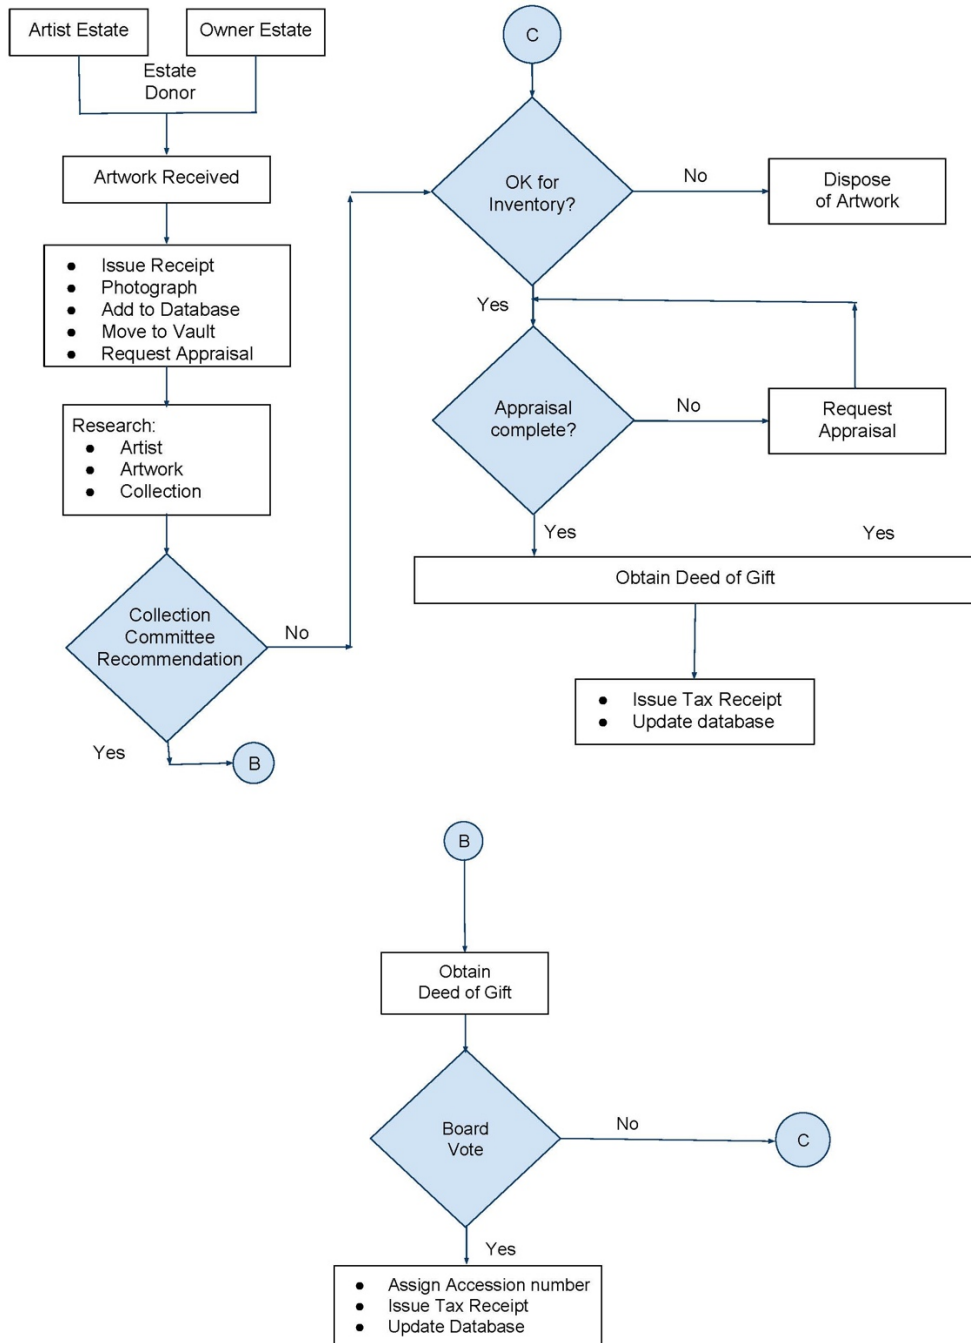 Artist Estate
Owner Estate
Estate
Donor
Artwork Received
● Issue Receipt
● Photograph
● Add to Database
● Move to Vault
● Request Appraisal
Research:
● Artist
● Artwork
● Collection
Collection
Committee
Recommendation
No
Yes
B
C
OK for
Inventory?
No
Dispose
of Artwork
Yes
Appraisal
complete?
No
Request
Appraisal
Yes
Yes
Obtain Deed of Gift
● Issue Tax Receipt
● Update database
B
Obtain
Deed of Gift
Board
Vote
No
C
Yes
● Assign Accession number
● Issue Tax Receipt
● Update Database